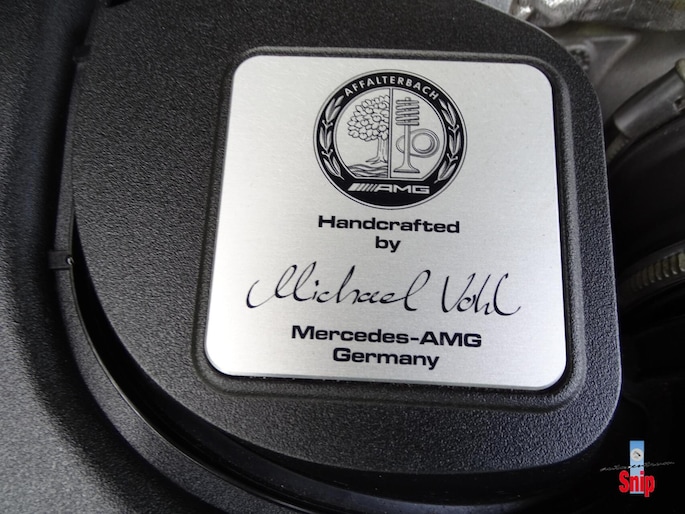 AFFALTERBACH
AMG
Handcrafted
by
Michael Vohl
Mercedes-AMG
Germany
Snip